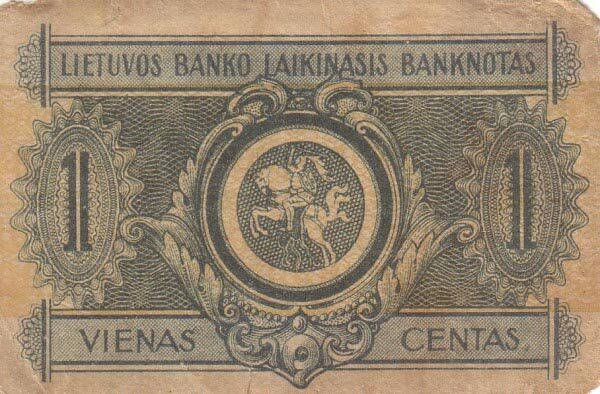 LIETUVOS BANKO LAIKINASIS BANKNOTAS
1 1
VIENAS CENTAS.